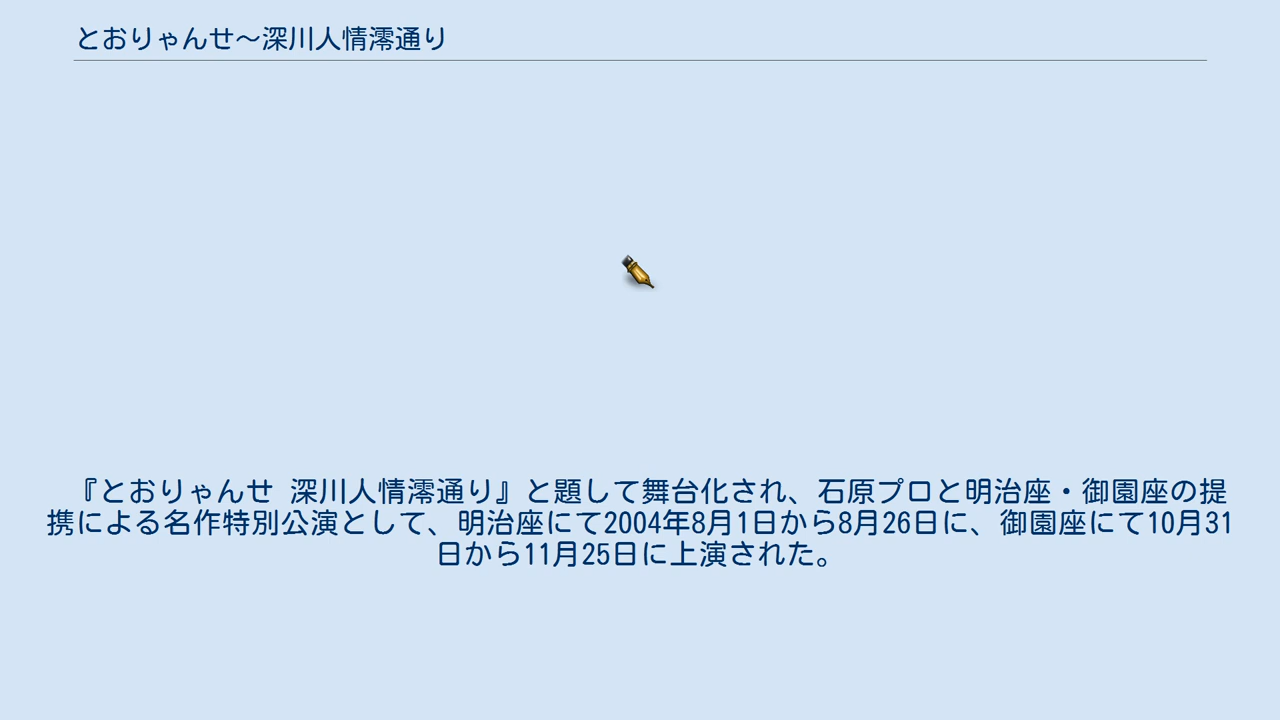 とおりゃんせ～深川人情澪通り
『とおりゃんせ 深川人情澪通り』と題して舞台化され、石原プロと明治座・御園座の提
携による名作特別公演として、明治座にて2004年8月1日から8月26日に、御園座にて10月31
日から11月25日に上演された。